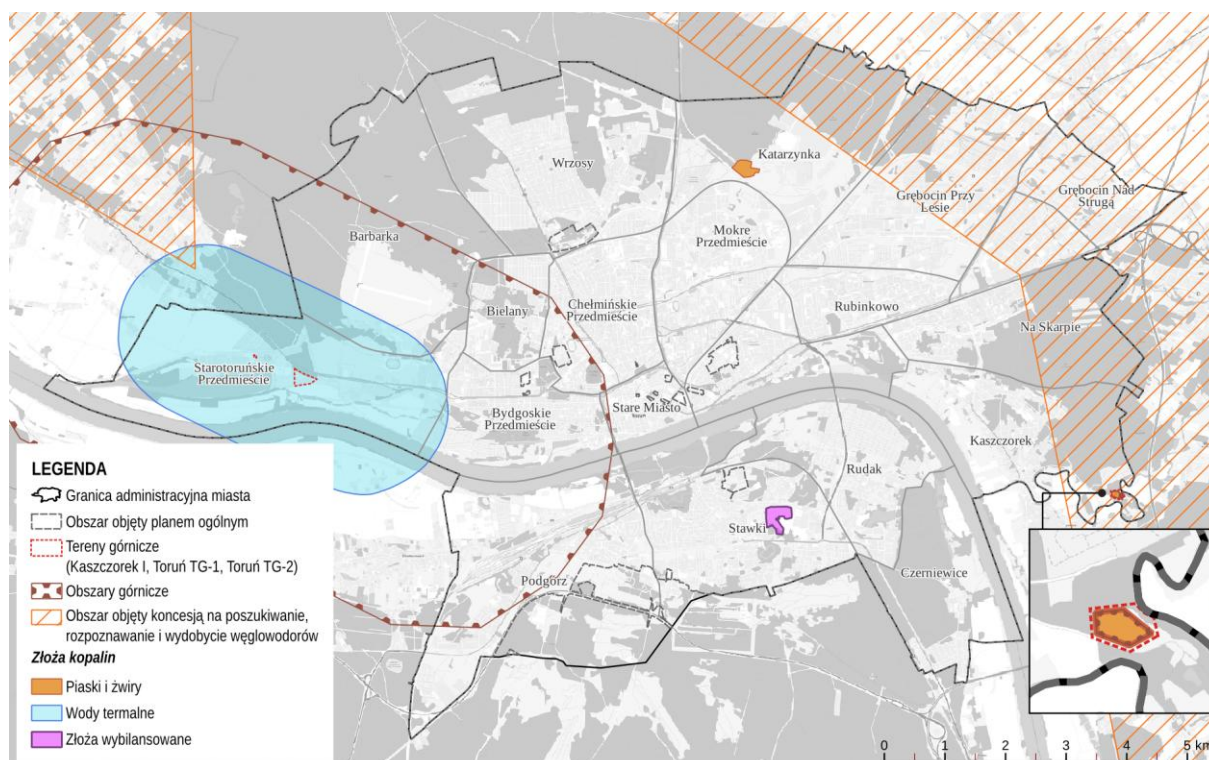 Katarzynka
Wrzosy
Grębocin Przy
Lesie
Grębocin Nad
Strugą
Mokre
Przedmieście
Barbarka
Chełmińskie
Przedmieście
Bielany
Rubinkowo
Na Skarpie
Starotoruńskie
Przedmieście
Bydgoskie
Przedmieście
Stare Miasto
Kaszczorek
Rudak
Stawki
Podgórz
Czerniewice
LEGENDA
Granica administracyjna miasta
Obszar objęty planem ogólnym
Tereny górnicze
(Kaszczorek I, Toruń TG-1, Toruń TG-2)
Obszary górnicze
Obszar objęty koncesją na poszukiwanie,
rozpoznawanie i wydobycie węglowodorów
Złoża kopalin
Piaski i żwiry
Wody termalne
Złoża wybilansowane
0 1 2 3 4 5 km